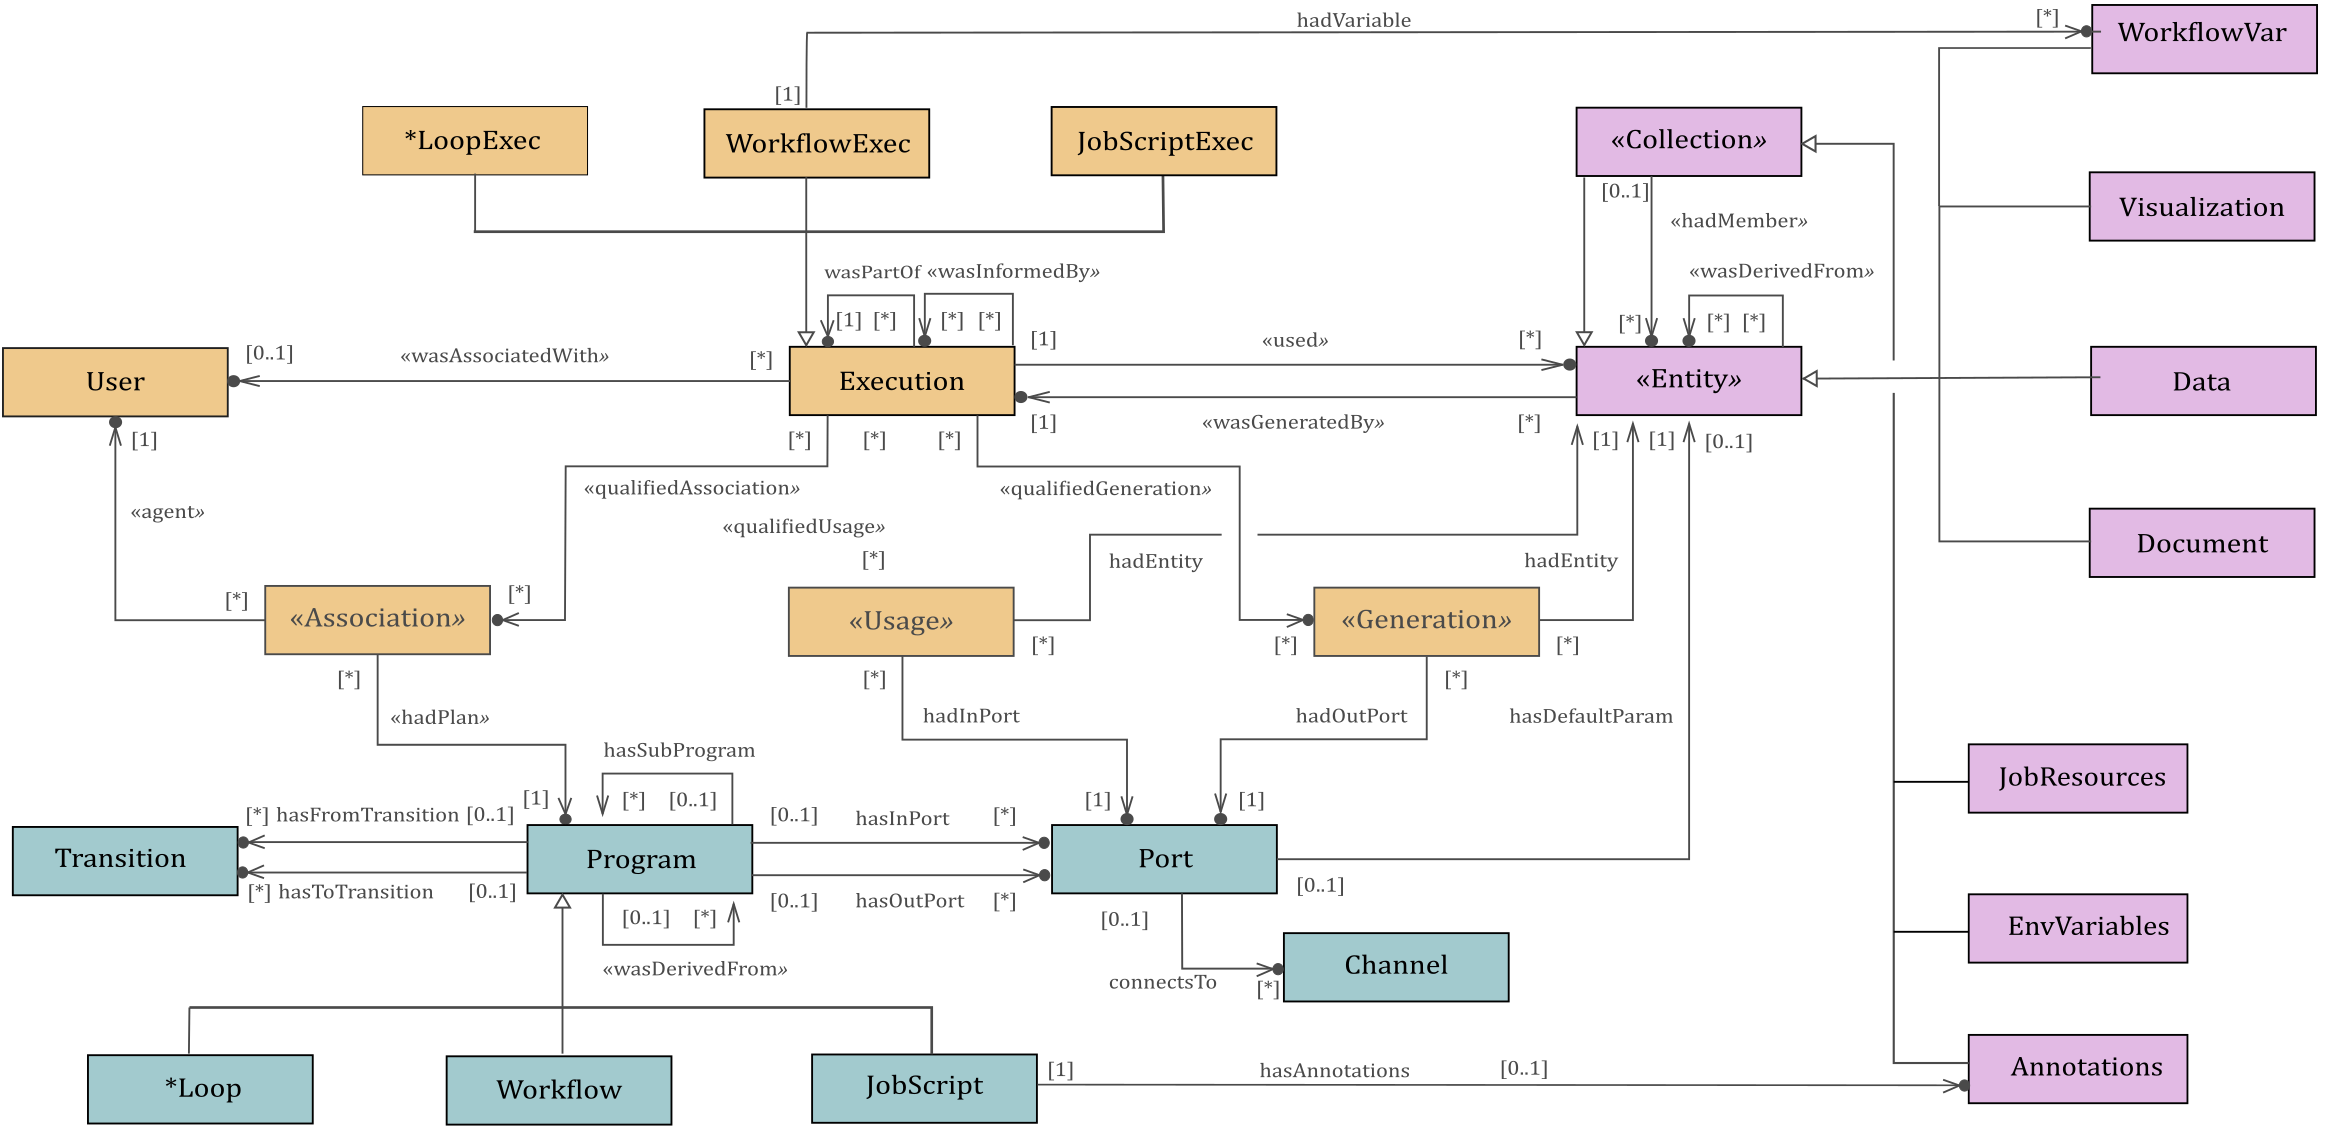 hadVariable
[*]
WorkflowVar
[1]
*LoopExec
WorkflowExec
JobScriptExec
«Collection»
[0..1]
Visualization
«hadMember»
wasPartOf
«wasInformedBy»
«wasDerivedFrom»
[1]
[*]
[*]
[*]
[*]
[*]
[*]
[0..1]
«wasAssociatedWith»
[*]
[1]
«used»
[*]
User
Execution
«Entity»
Data
[1]
[*]
[*]
[*]
[1]
«wasGeneratedBy»
[*]
[1]
[1]
[0..1]
«qualifiedAssociation»
«qualifiedGeneration»
«agent»
«qualifiedUsage»
Document
[*]
hadEntity
hadEntity
[*]
[*]
«Association»
«Usage»
«Generation»
[*]
[*]
[*]
[*]
[*]
[*]
«hadPlan»
hadInPort
hadOutPort
hasDefaultParam
hasSubProgram
JobResources
[1]
[*]
[0..1]
[1]
[1]
[*]
hasFromTransition
[0..1]
[0..1]
hasInPort
[*]
Transition
Program
Port
[*]
hasToTransition
[0..1]
[0..1]
hasOutPort
[*]
[0..1]
[0..1]
[*]
[0..1]
EnvVariables
«wasDerivedFrom»
Channel
connectsTo
[*]
*Loop
Workflow
JobScript
[1]
hasAnnotations
[0..1]
Annotations